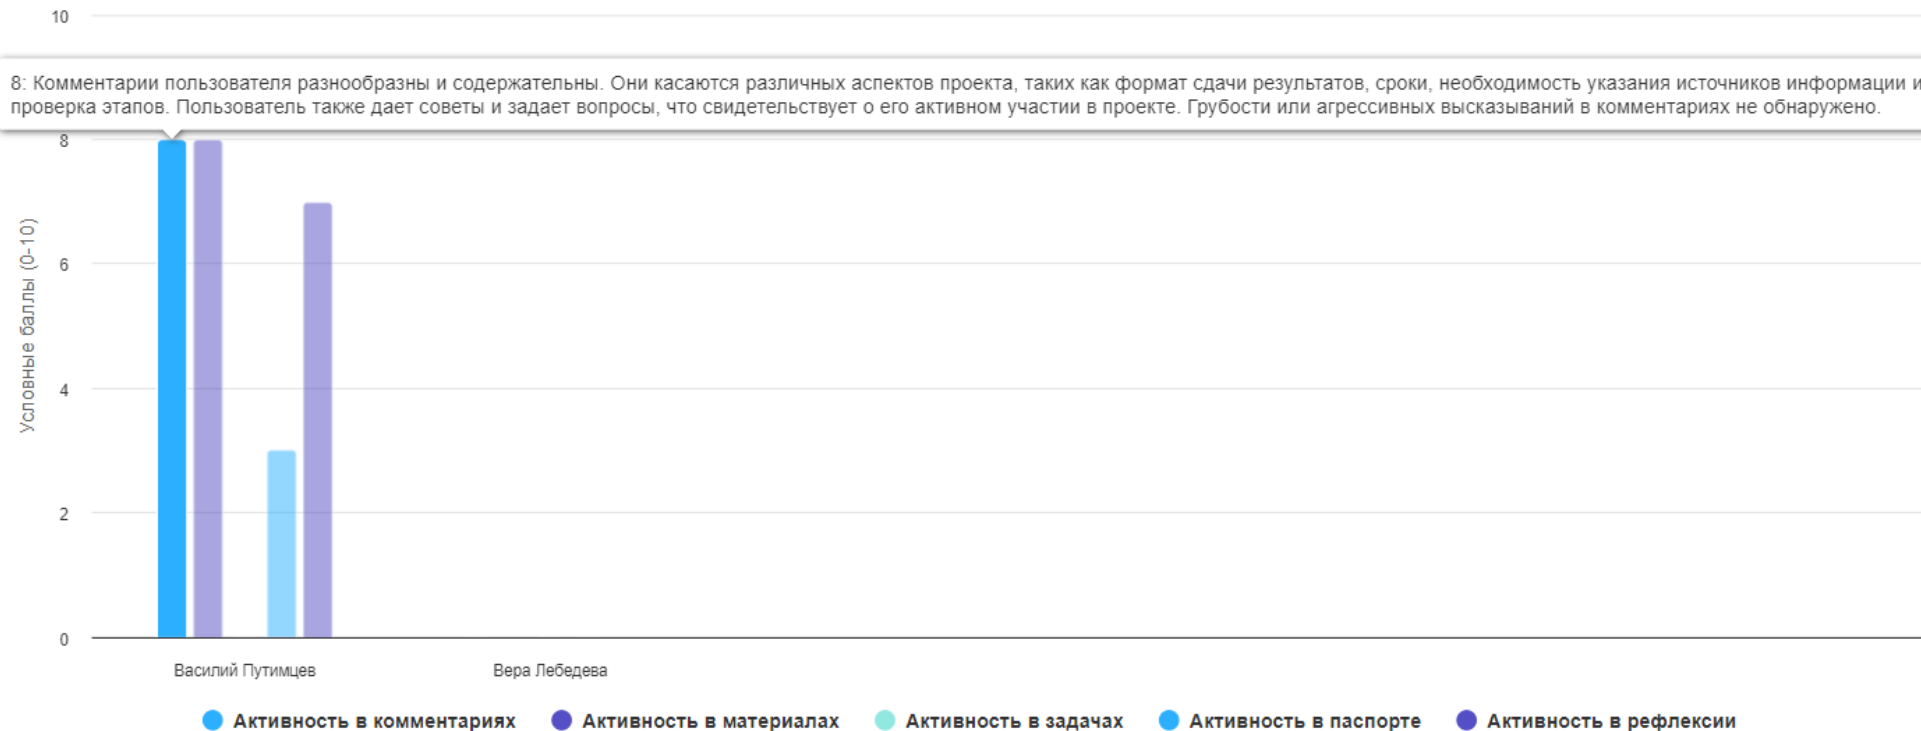 10
8: Комментарии пользователя разнообразны и содержательны. Они касаются различных аспектов проекта, таких как формат сдачи результатов, сроки, необходимость указания источников информации и
проверка этапов. Пользователь также дает советы и задает вопросы, что свидетельствует о его активном участии в проекте. Грубости или агрессивных высказываний в комментариях не обнаружено.
8
Условные баллы (0-10)
6
4
2
0
Василий Путимцев Вера Лебедева
Активность в комментариях Активность в материалах Активность в задачах Активность в паспорте Активность в рефлексии